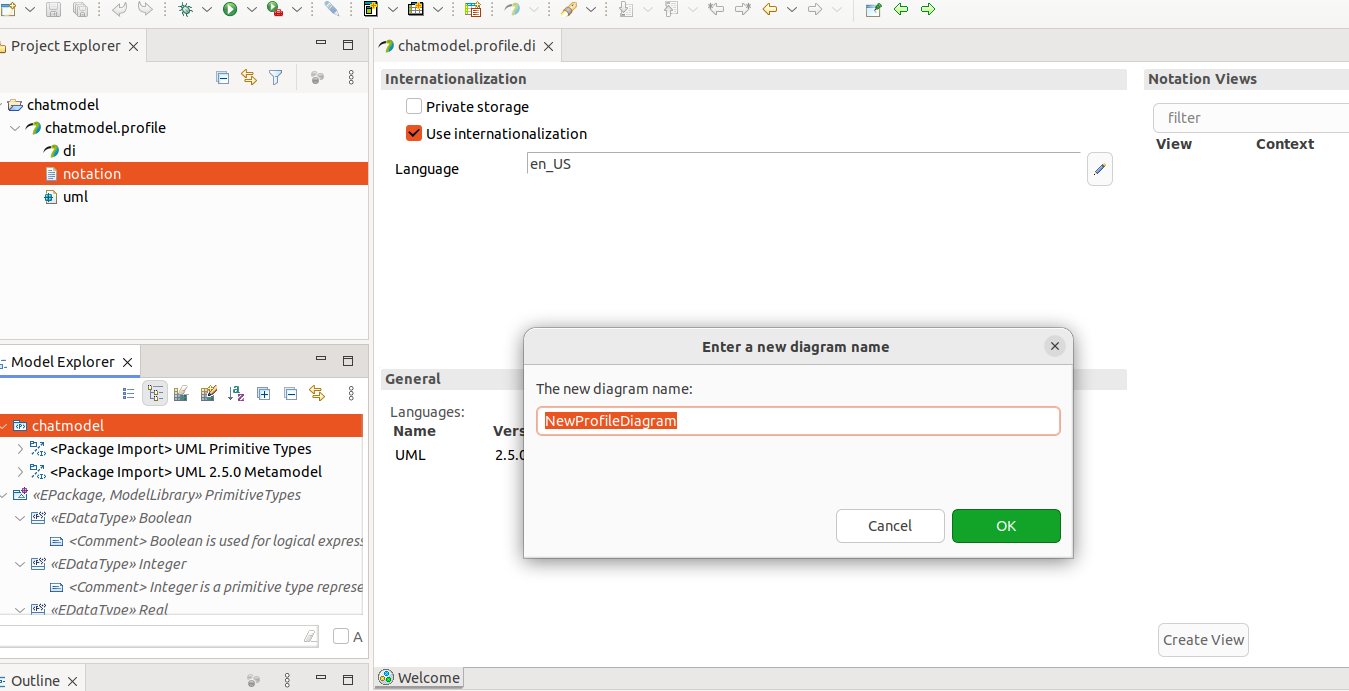 Project Explorer
chatmodel
chatmodel.profile
di
notation
uml
Model Explorer
chatmodel
<Package Import> UML Primitive Types
<Package Import> UML 2.5.0 Metamodel
«EPackage, ModelLibrary» PrimitiveTypes
«EDataType» Boolean
<Comment> Boolean is used for logical express
«EDataType» Integer
<Comment> Integer is a primitive type represe
«EDataType» Real
A
Outline
chatmodel.profile.di
Internationalization
Private storage
Use internationalization
Language
en_US
General
Languages:
Name Vers
UML 2.5.0
Enter a new diagram name
The new diagram name:
NewProfileDiagram
Cancel
OK
Notation Views
filter
View Context
Create View
Welcome